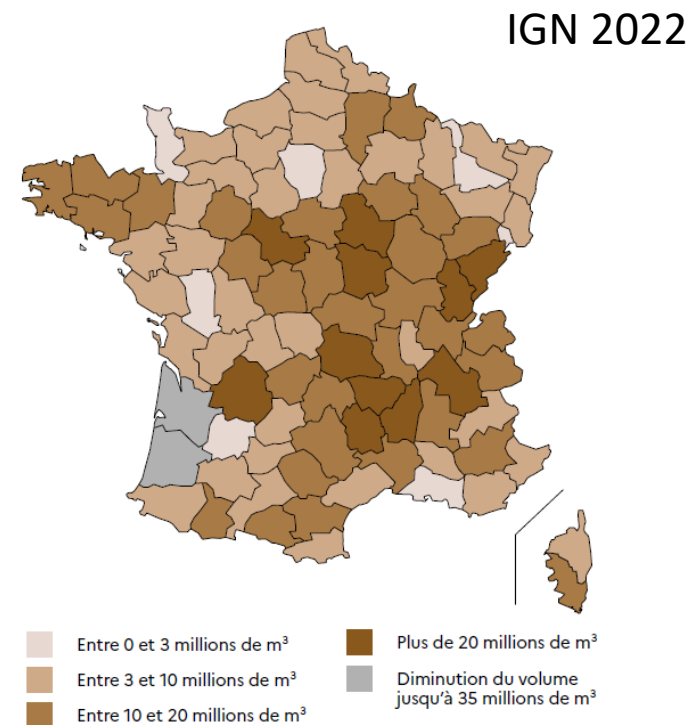 IGN 2022
Entre 0 et 3 millions de m³
Entre 3 et 10 millions de m³
Entre 10 et 20 millions de m³
Plus de 20 millions de m³
Diminution du volume
jusqu'à 35 millions de m³